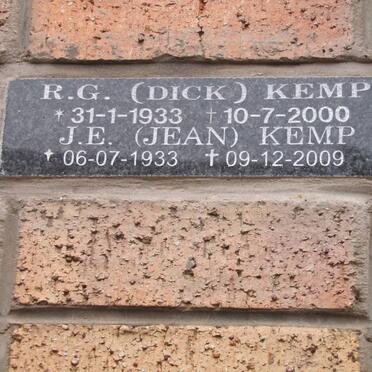 R.G. (DICK) KEMP
* 31-1-1933 † 10-7-2000
J.E. (JEAN) KEMP
* 06-07-1933 † 09-12-2009